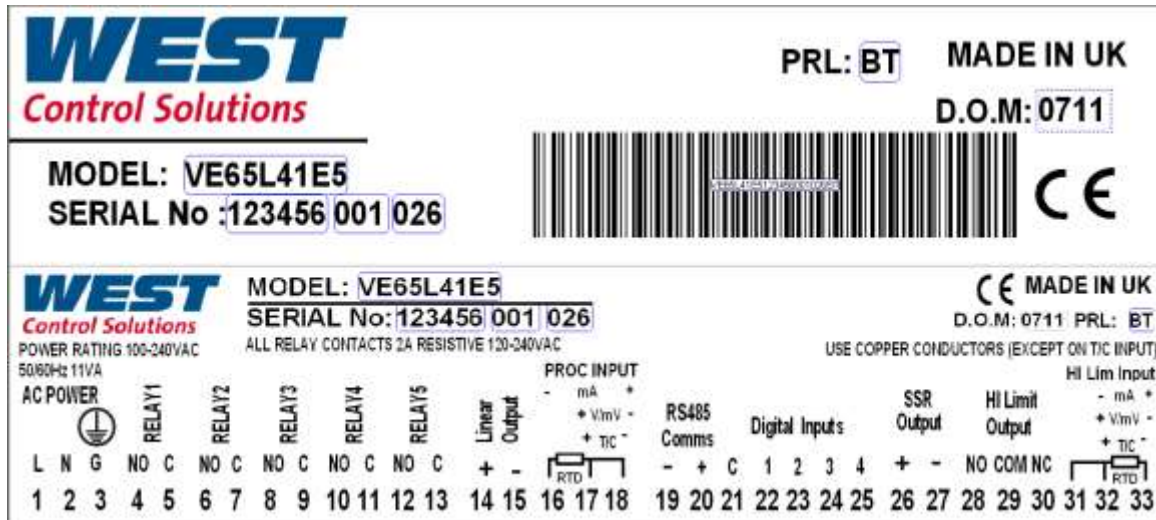 WEST
Control Solutions
PRL: BT MADE IN UK
D.O.M: 0711
MODEL: VE65L41E5
SERIAL No :123456 001 026
CE
WEST
Control Solutions
MODEL: VE65L41E5
SERIAL No: 123456 001 026
CE MADE IN UK
D.O.M: 0711 PRL: BT
POWER RATING 100-240VAC
50/60Hz 11VA
ALL RELAY CONTACTS 2A RESISTIVE 120-240VAC
USE COPPER CONDUCTORS (EXCEPT ON T/C INPUT)
AC POWER
RELAY1
RELAY2
RELAY3
RELAY4
RELAY5
Linear
Output
PROC INPUT
- mA +
+ V/mV -
+ T/C -
RTD
RS485
Comms
Digital Inputs
SSR
Output
HI Limit
Output
HI Lim Input
- mA +
+ V/mV -
+ T/C -
RTD
L N G NO C NO C NO C NO C NO C + - - + C 1 2 3 4 + - NO COM NC
1 2 3 4 5 6 7 8 9 10 11 12 13 14 15 16 17 18 19 20 21 22 23 24 25 26 27 28 29 30 31 32 33